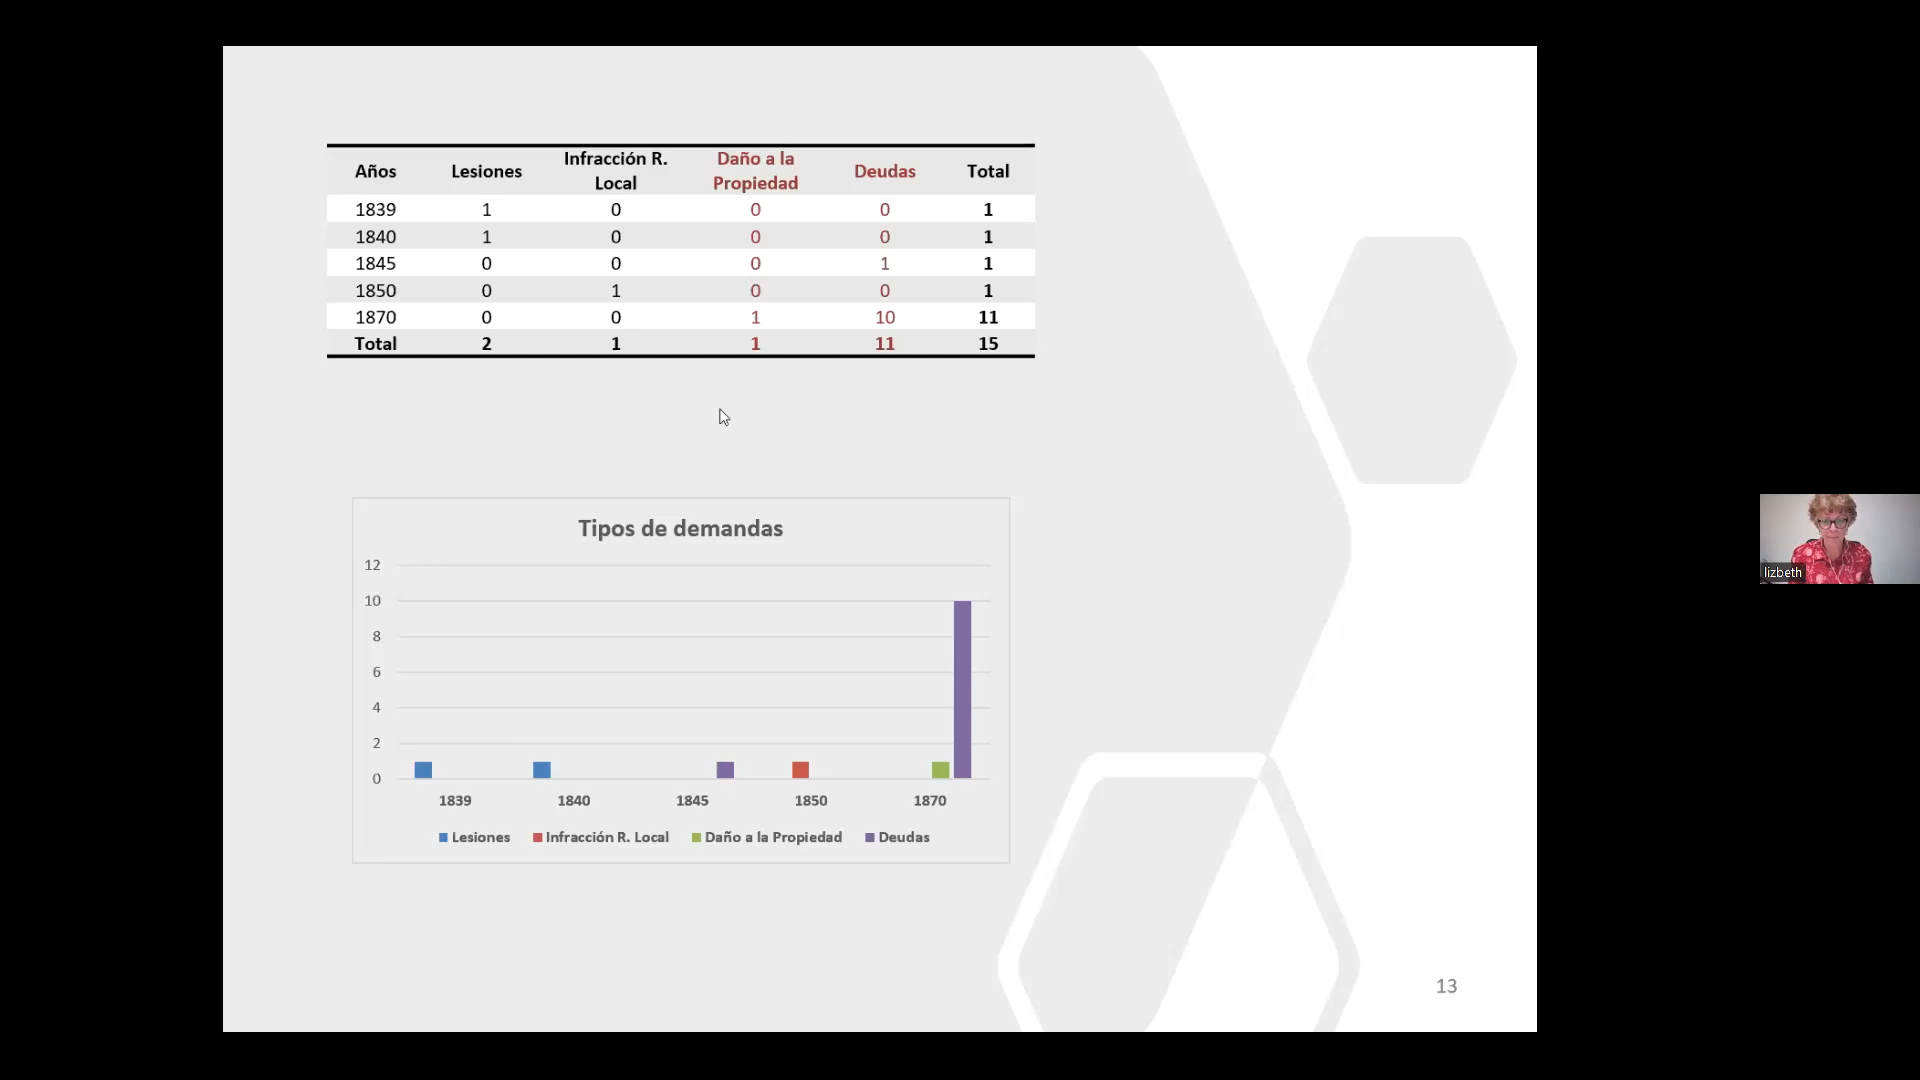 Años Lesiones Infracción R. Local Daño a la Propiedad Deudas Total
1839 1 0 0 0 1
1840 1 0 0 0 1
1845 0 0 0 1 1
1850 0 1 0 0 1
1870 0 0 1 10 11
Total 2 1 1 11 15
Tipos de demandas
12
10
8
6
4
2
0
1839 1840 1845 1850 1870
Lesiones Infracción R. Local Daño a la Propiedad Deudas
lizbeth
13